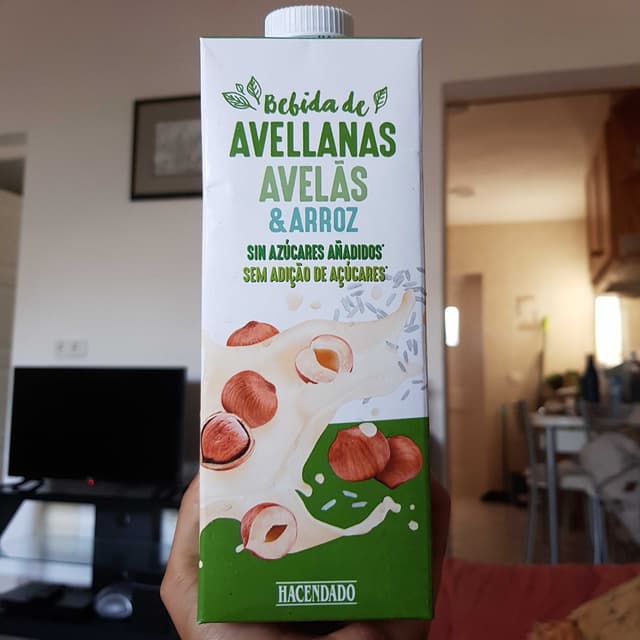 Bebida de
AVELLANAS
AVELÃS
& ARROZ
SIN AZÚCARES AÑADIDOS*
SEM ADIÇÃO DE AÇÚCARES*
HACENDADO